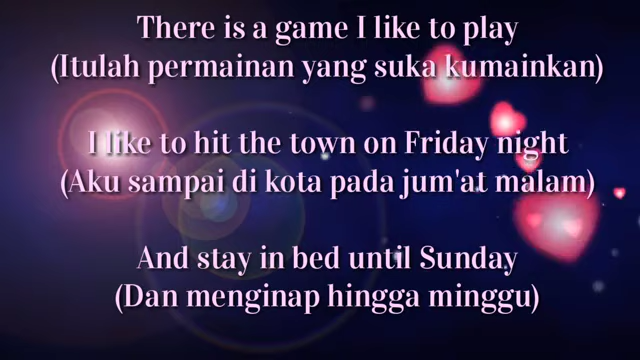 There is a game I like to play
(Itulah permainan yang suka kumainkan)
I like to hit the town on Friday night
(Aku sampai di kota pada jum'at malam)
And stay in bed until Sunday
(Dan menginap hingga minggu)